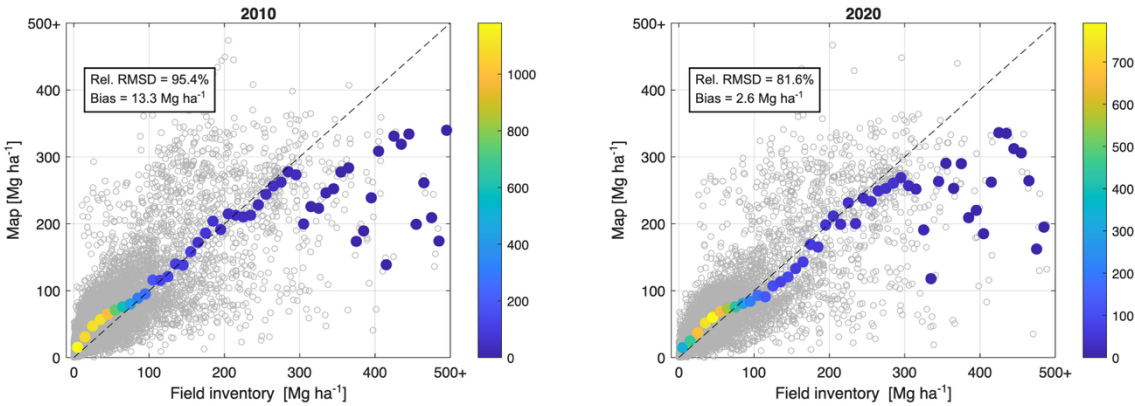 2010
500+
400
300
200
100
0
Map [Mg ha-1]
Rel. RMSD = 95.4%
Bias = 13.3 Mg ha-1
0 100 200 300 400 500+
Field inventory [Mg ha-1]
1000
800
600
400
200
0
2020
500+
400
300
200
100
0
Map [Mg ha-1]
Rel. RMSD = 81.6%
Bias = 2.6 Mg ha-1
0 100 200 300 400 500+
Field inventory [Mg ha-1]
700
600
500
400
300
200
100
0